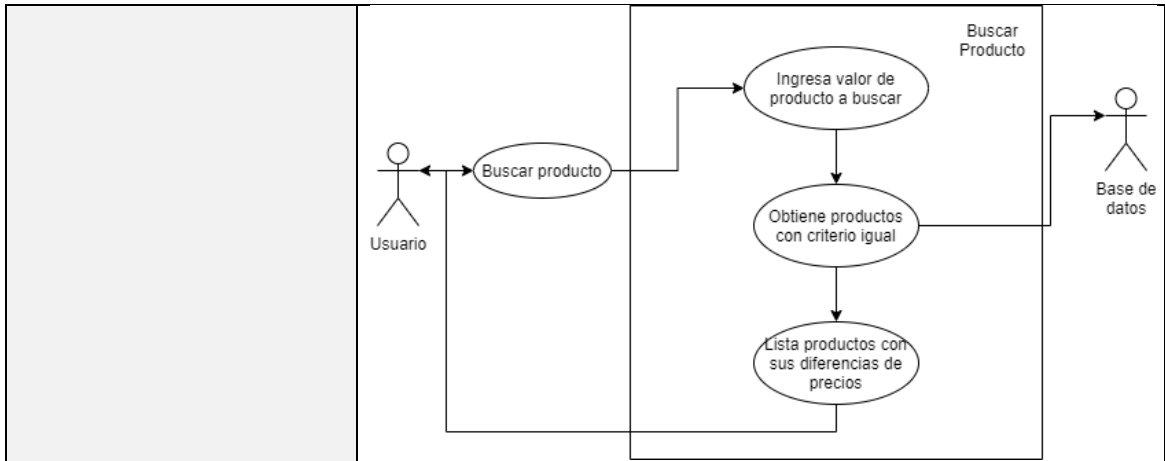 Buscar
Producto
Ingresa valor de
producto a buscar
Buscar producto
Usuario
Base de
datos
Obtiene productos
con criterio igual
Lista productos con
sus diferencias de
precios